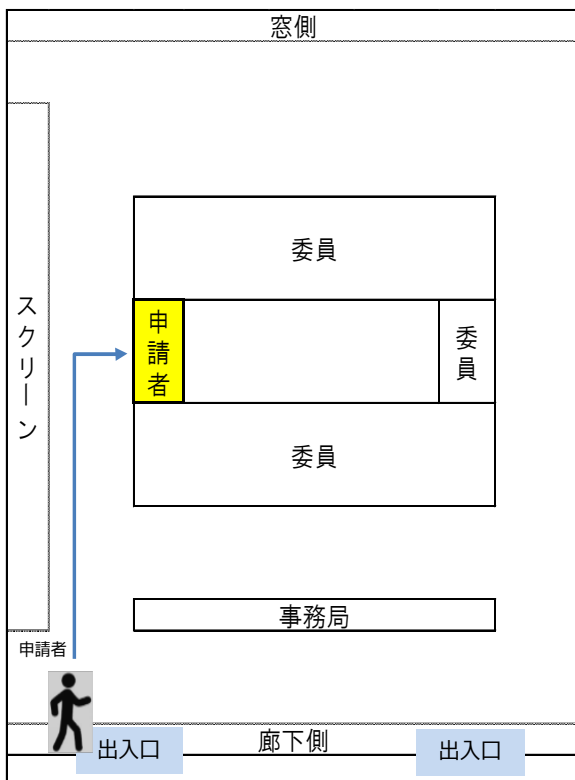 窓側
スクリーン
委員
申請者
委員
委員
事務局
申請者
出入口
廊下側
出入口